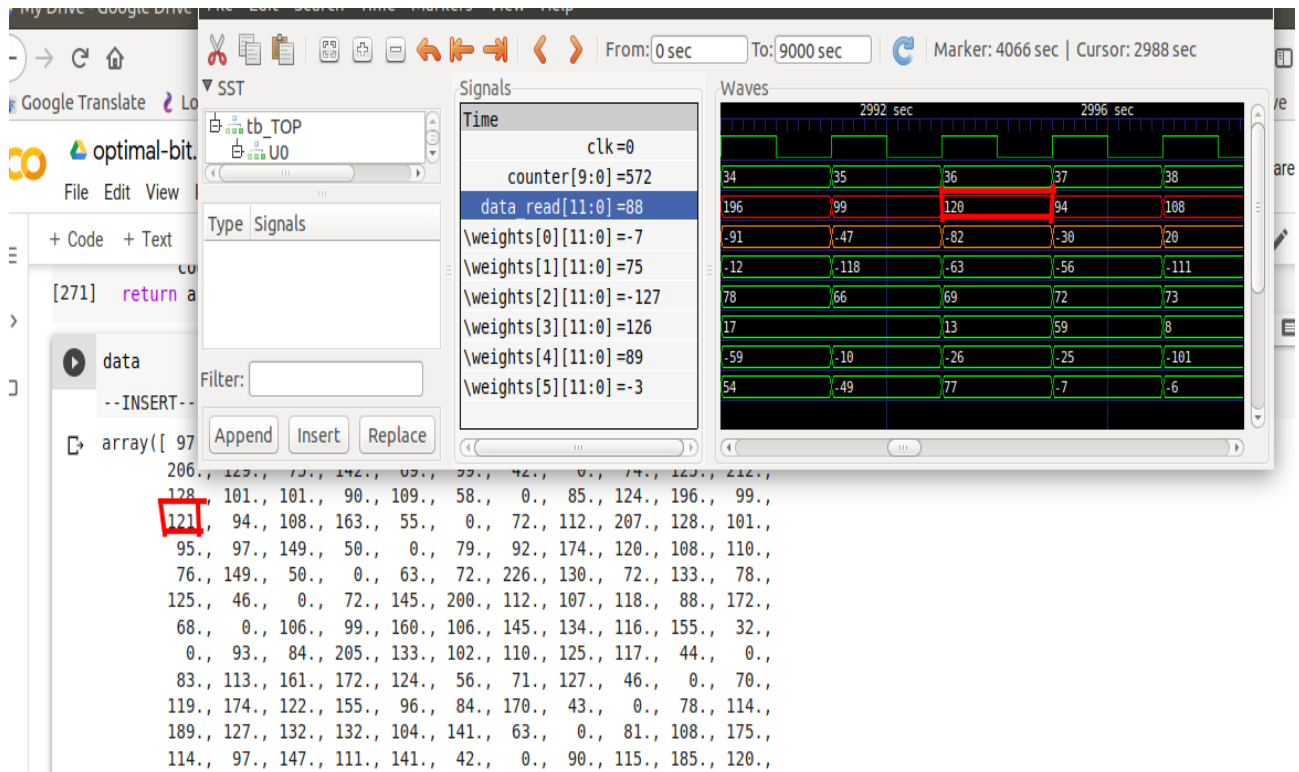 My Drive - Google Drive
File Edit Search Time Markers View Help
From: 0 sec To: 9000 sec Marker: 4066 sec | Cursor: 2988 sec
Google Translate Lo
SST
Signals
Waves
tb_TOP
U0
Time
2992 sec 2996 sec
clk =0
counter[9:0] =572 34 35 36 37 38
data_read[11:0] =88 196 99 120 94 108
\weights[0][11:0] =-7 -91 -47 -82 -30 20
\weights[1][11:0] =75 -12 -118 -63 -56 -111
\weights[2][11:0] =-127 78 66 69 72 73
\weights[3][11:0] =126 17 13 59 8
\weights[4][11:0] =89 -59 -10 -26 -25 -101
\weights[5][11:0] =-3 54 -49 77 -7 -6
Type Signals
Filter:
Append Insert Replace
optimal-bit.
File Edit View
+ Code + Text
[271] return a
data
--INSERT--
array([ 97
206., 129., 75., 142., 69., 99., 42., 0., 74., 125., 212.,
128., 101., 101., 90., 109., 58., 0., 85., 124., 196., 99.,
121., 94., 108., 163., 55., 0., 72., 112., 207., 128., 101.,
95., 97., 149., 50., 0., 79., 92., 174., 120., 108., 110.,
76., 149., 50., 0., 63., 72., 226., 130., 72., 133., 78.,
125., 46., 0., 72., 145., 200., 112., 107., 118., 88., 172.,
68., 0., 106., 99., 160., 106., 145., 134., 116., 155., 32.,
0., 93., 84., 205., 133., 102., 110., 125., 117., 44., 0.,
83., 113., 161., 172., 124., 56., 71., 127., 46., 0., 70.,
119., 174., 122., 155., 96., 84., 170., 43., 0., 78., 114.,
189., 127., 132., 132., 104., 141., 63., 0., 81., 108., 175.,
114., 97., 147., 111., 141., 42., 0., 90., 115., 185., 120.,